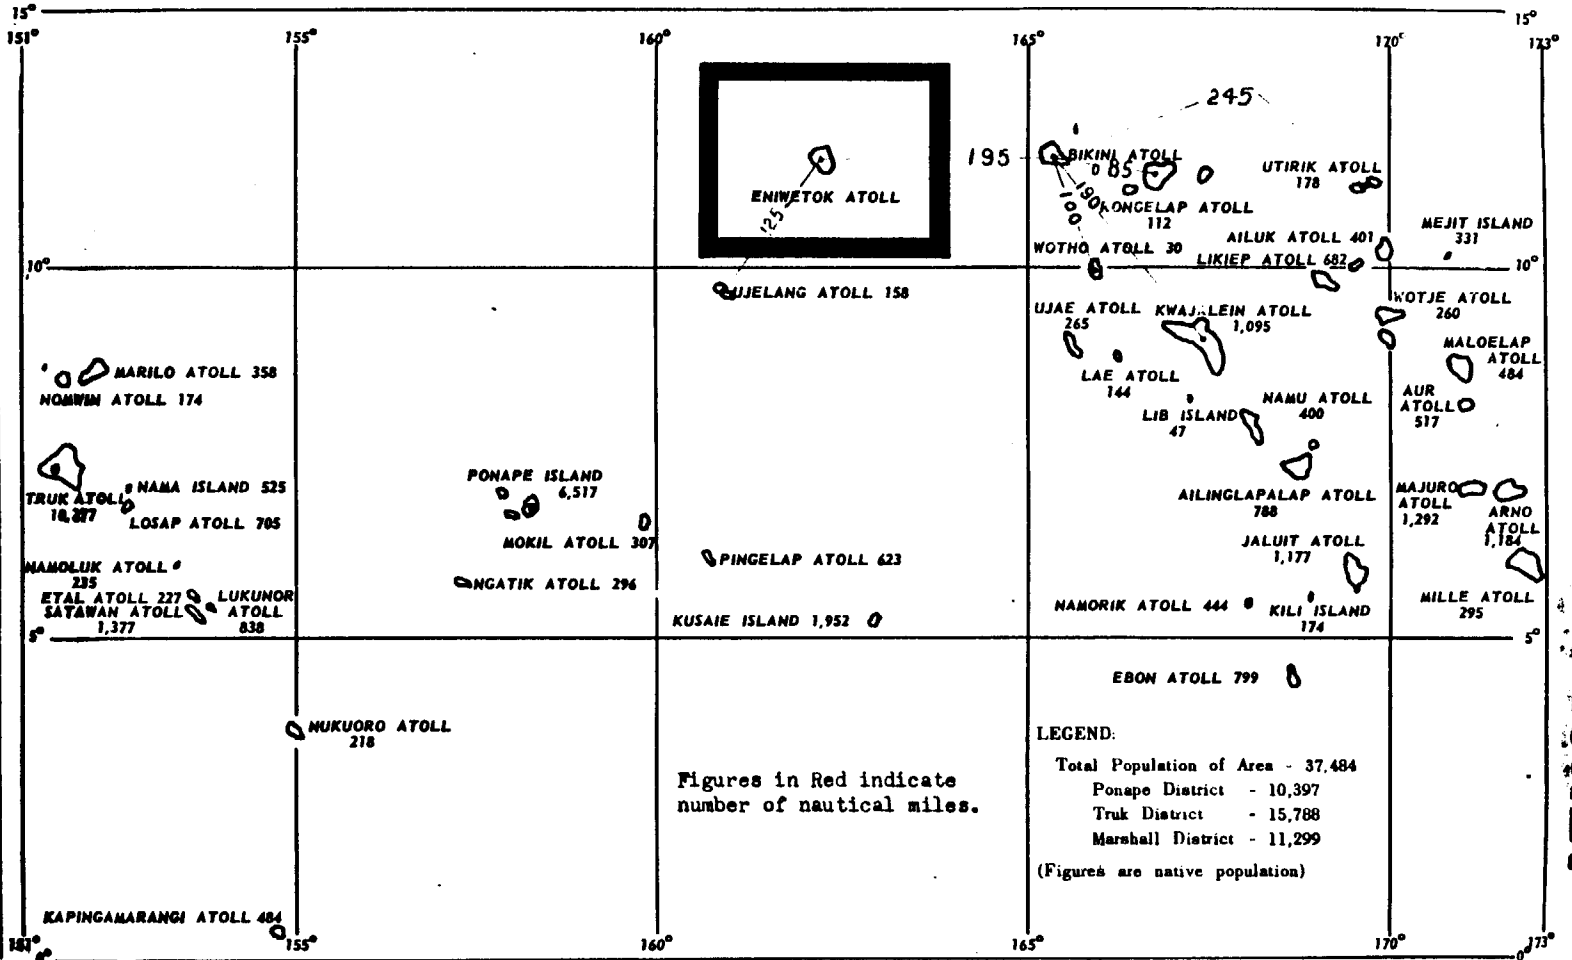 15°
15°
151°
155°
160°
165°
170°
173°
245
195
BIKINI ATOLL
85
UTIRIK ATOLL
178
ENIWETOK ATOLL
125
100
190
RONGELAP ATOLL
112
MEJIT ISLAND
331
WOTHO ATOLL 30
AILUK ATOLL 401
LIKIEP ATOLL 682
10°
10°
UJELANG ATOLL 158
UJAE ATOLL
265
KWAJALEIN ATOLL
1,095
WOTJE ATOLL
260
MALOELAP
ATOLL
484
MARILO ATOLL 358
NOMWIN ATOLL 174
LAE ATOLL
144
LIB ISLAND
47
NAMU ATOLL
400
AUR
ATOLL
517
PONAPE ISLAND
6,517
TRUK ATOLL
NAMA ISLAND 525
LOSAP ATOLL 705
AILINGLAPALAP ATOLL
788
MAJURO
ATOLL
1,292
ARNO
ATOLL
1,184
MOKIL ATOLL 307
PINGELAP ATOLL 623
JALUIT ATOLL
1,177
NAMOLUK ATOLL
235
NGATIK ATOLL 296
ETAL ATOLL 227
SATAWAN ATOLL
1,377
LUKUNOR
ATOLL
838
KUSAIE ISLAND 1,952
NAMORIK ATOLL 444
KILI ISLAND
174
MILLE ATOLL
295
5°
5°
EBON ATOLL 799
NUKUORO ATOLL
218
Figures in Red indicate
number of nautical miles.
LEGEND:
Total Population of Area - 37,484
Ponape District - 10,397
Truk District - 15,788
Marshall District - 11,299
(Figures are native population)
KAPINGAMARANGI ATOLL 484
151°
155°
160°
165°
170°
173°
0°
0°